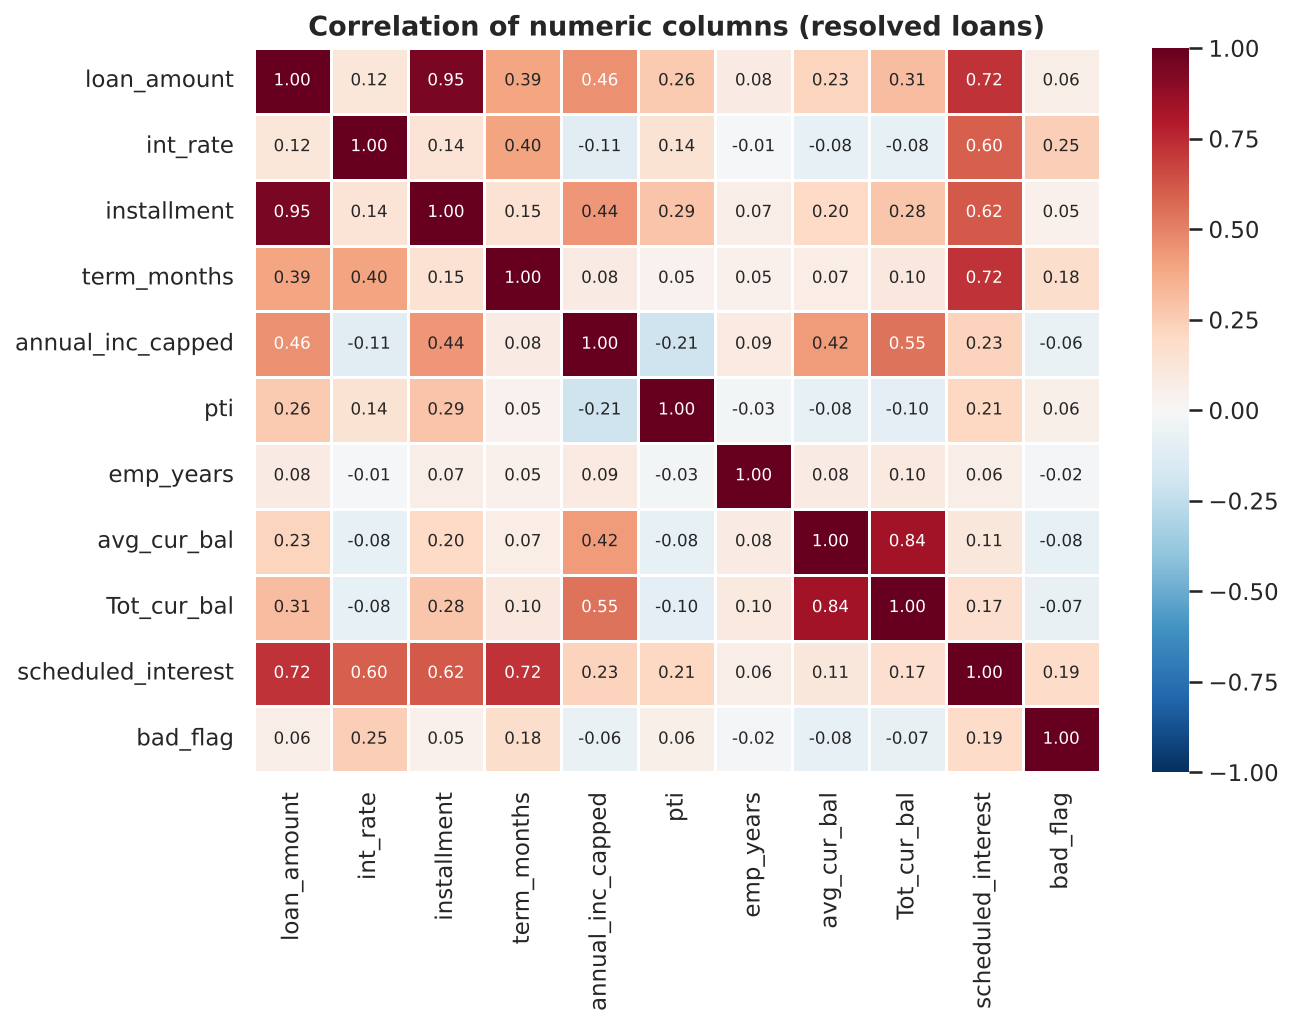 Correlation of numeric columns (resolved loans)
loan_amount 1.00 0.12 0.95 0.39 0.46 0.26 0.08 0.23 0.31 0.72 0.06
int_rate 0.12 1.00 0.14 0.40 -0.11 0.14 -0.01 -0.08 -0.08 0.60 0.25
installment 0.95 0.14 1.00 0.15 0.44 0.29 0.07 0.20 0.28 0.62 0.05
term_months 0.39 0.40 0.15 1.00 0.08 0.05 0.05 0.07 0.10 0.72 0.18
annual_inc_capped 0.46 -0.11 0.44 0.08 1.00 -0.21 0.09 0.42 0.55 0.23 -0.06
pti 0.26 0.14 0.29 0.05 -0.21 1.00 -0.03 -0.08 -0.10 0.21 0.06
emp_years 0.08 -0.01 0.07 0.05 0.09 -0.03 1.00 0.08 0.10 0.06 -0.02
avg_cur_bal 0.23 -0.08 0.20 0.07 0.42 -0.08 0.08 1.00 0.84 0.11 -0.08
Tot_cur_bal 0.31 -0.08 0.28 0.10 0.55 -0.10 0.10 0.84 1.00 0.17 -0.07
scheduled_interest 0.72 0.60 0.62 0.72 0.23 0.21 0.06 0.11 0.17 1.00 0.19
bad_flag 0.06 0.25 0.05 0.18 -0.06 0.06 -0.02 -0.08 -0.07 0.19 1.00
loan_amount
int_rate
installment
term_months
annual_inc_capped
pti
emp_years
avg_cur_bal
Tot_cur_bal
scheduled_interest
bad_flag
1.00
0.75
0.50
0.25
0.00
−0.25
−0.50
−0.75
−1.00